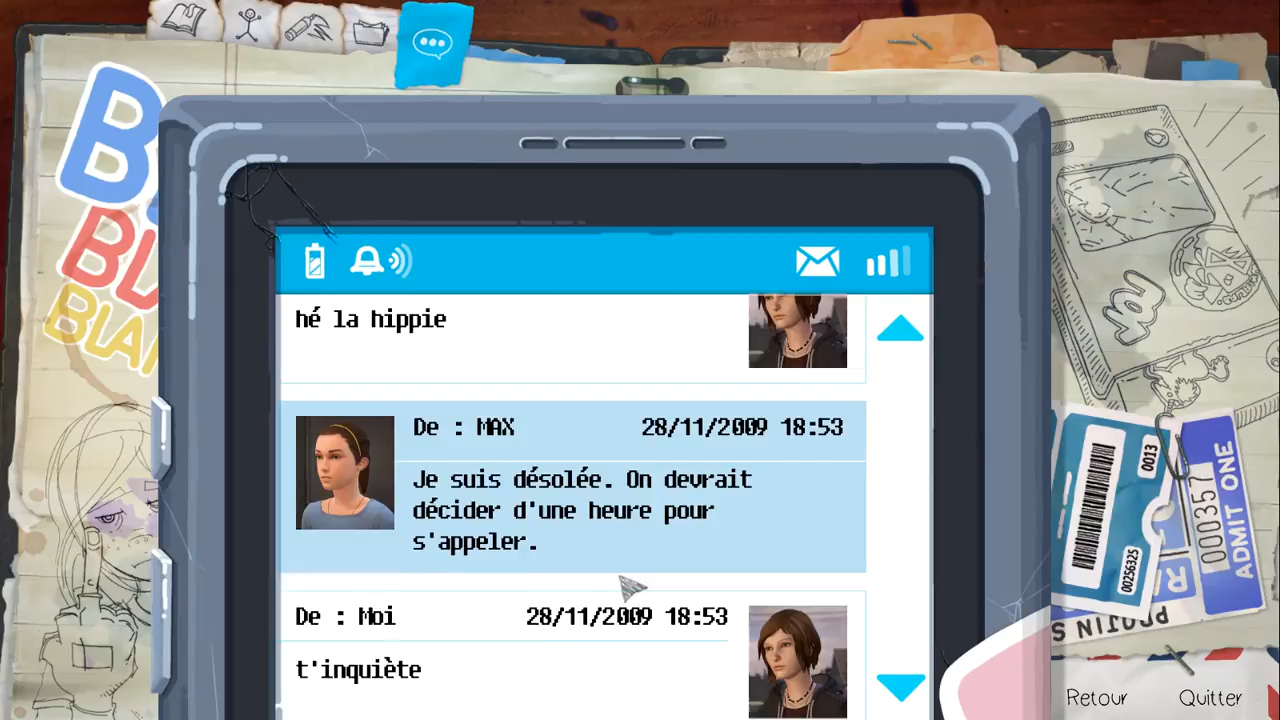 hé la hippie
De : MAX 28/11/2009 18:53
Je suis désolée. On devrait
décider d'une heure pour
s'appeler.
De : Moi 28/11/2009 18:53
t'inquiète
0013
00256325
000357
ADMIT ONE
Retour Quitter